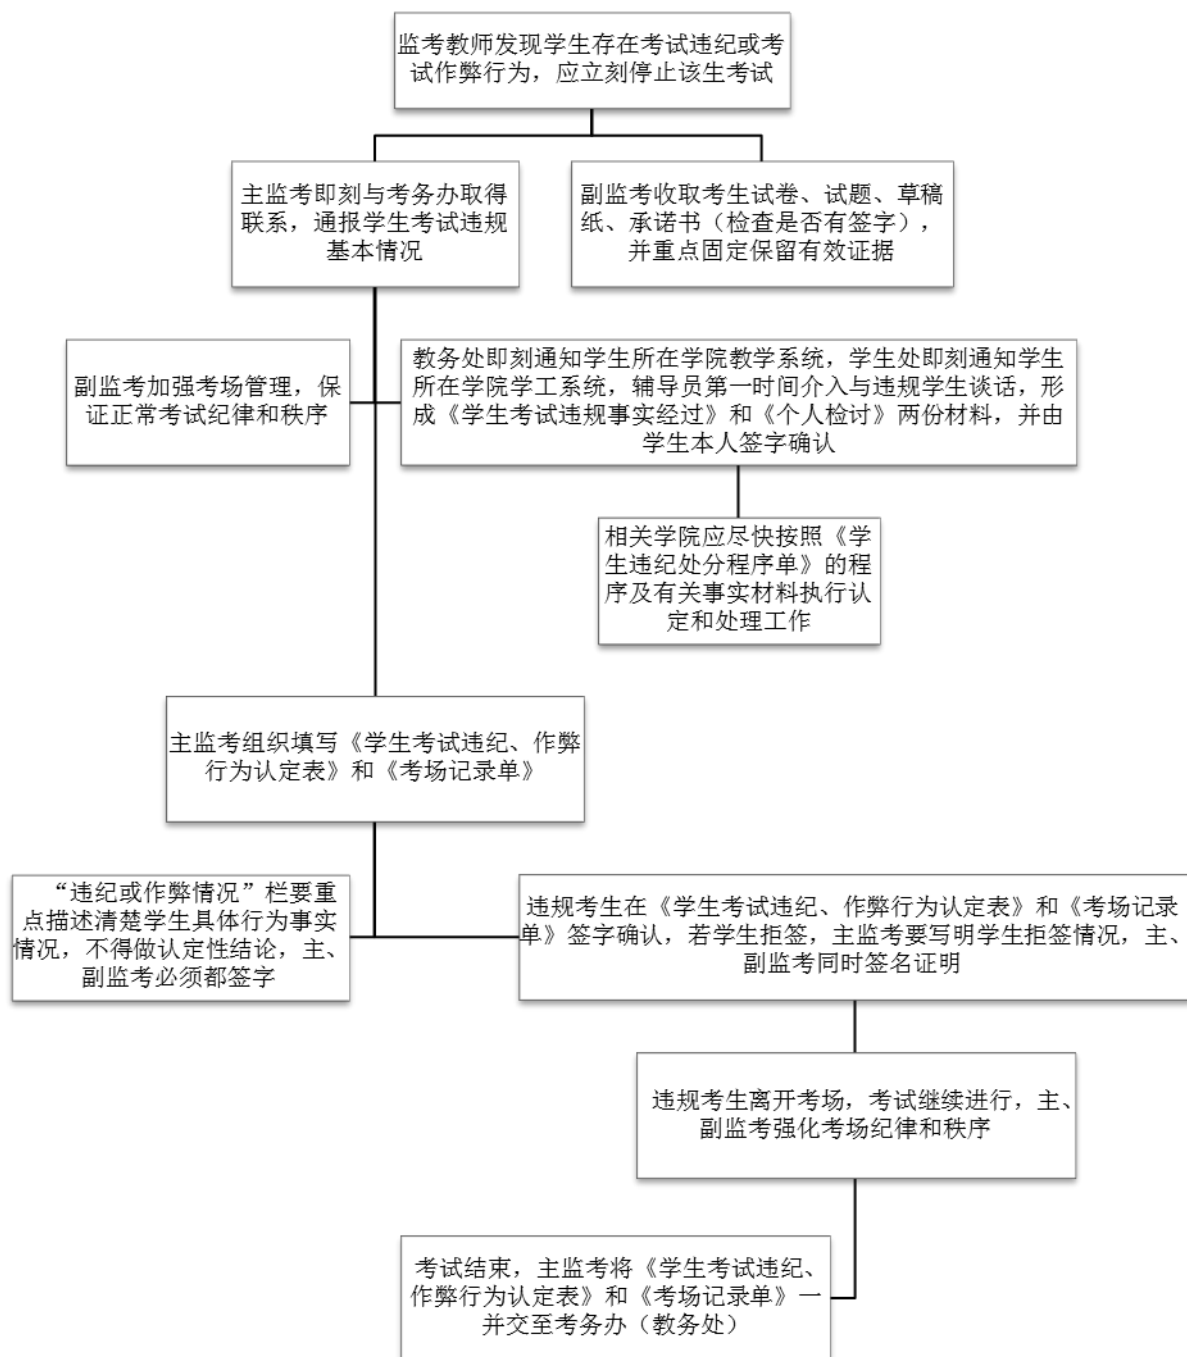 监考教师发现学生存在考试违纪或考
试作弊行为，应立刻停止该生考试
主监考即刻与考务办取得
联系，通报学生考试违规
基本情况
副监考收取考生试卷、试题、草稿
纸、承诺书（检查是否有签字），
并重点固定保留有效证据
副监考加强考场管理，保
证正常考试纪律和秩序
教务处即刻通知学生所在学院教学系统，学生处即刻通知学生
所在学院学工系统，辅导员第一时间介入与违规学生谈话，形
成《学生考试违规事实经过》和《个人检讨》两份材料，并由
学生本人签字确认
相关学院应尽快按照《学
生违纪处分程序单》的程
序及有关事实材料执行认
定和处理工作
主监考组织填写《学生考试违纪、作弊
行为认定表》和《考场记录单》
“违纪或作弊情况”栏要重
点描述清楚学生具体行为事实
情况，不得做认定性结论，主、
副监考必须都签字
违规考生在《学生考试违纪、作弊行为认定表》和《考场记录
单》签字确认，若学生拒签，主监考要写明学生拒签情况，主、
副监考同时签名证明
违规考生离开考场，考试继续进行，主、
副监考强化考场纪律和秩序
考试结束，主监考将《学生考试违纪、
作弊行为认定表》和《考场记录单》一
并交至考务办（教务处）